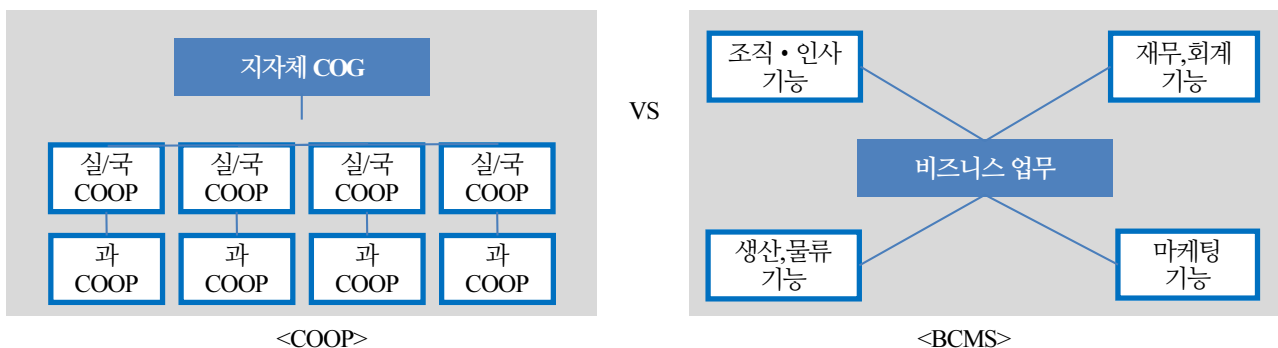 지자체 COG
실/국
COOP
실/국
COOP
실/국
COOP
실/국
COOP
과
COOP
과
COOP
과
COOP
과
COOP
<COOP>
VS
조직・인사
기능
재무,회계
기능
비즈니스 업무
생산,물류
기능
마케팅
기능
<BCMS>